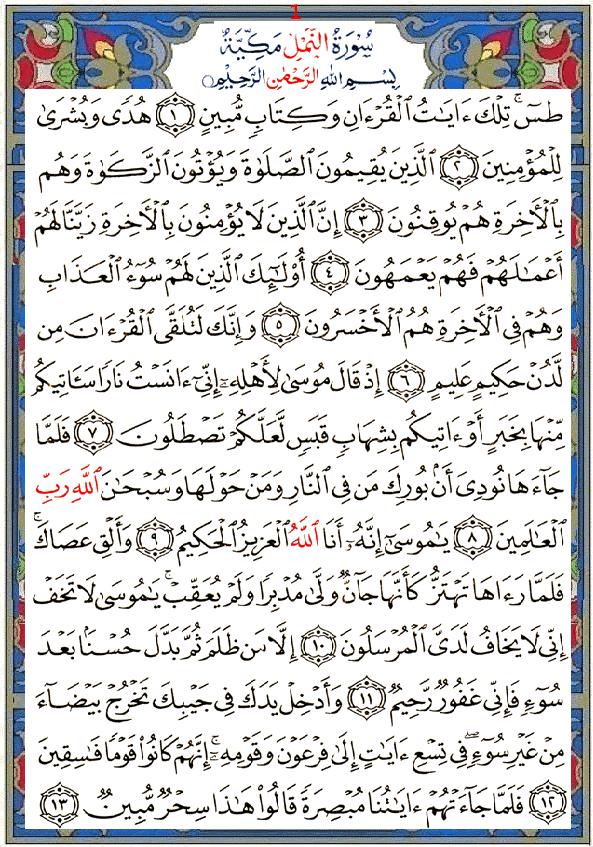 1
سُورَةُ النَّمْلِ مَكِّيَّةٌ
بِسْمِ اللهِ الرَّحْمٰنِ الرَّحِيْمِ
طسٓۚ تِلْكَ ءَايَٰتُ ٱلْقُرْءَانِ وَكِتَابٍ مُّبِينٍ ١ هُدًى وَبُشْرَىٰ
لِلْمُؤْمِنِينَ ٢ ٱلَّذِينَ يُقِيمُونَ ٱلصَّلَوٰةَ وَيُؤْتُونَ ٱلزَّكَوٰةَ وَهُم
بِٱلْأَخِرَةِ هُمْ يُوقِنُونَ ٣ إِنَّ ٱلَّذِينَ لَا يُؤْمِنُونَ بِٱلْأَخِرَةِ زَيَّنَّا لَهُمْ
أَعْمَٰلَهُمْ فَهُمْ يَعْمَهُونَ ٤ أُوْلَٰٓئِكَ ٱلَّذِينَ لَهُمْ سُوٓءُ ٱلْعَذَابِ
وَهُمْ فِي ٱلْأَخِرَةِ هُمُ ٱلْأَخْسَرُونَ ٥ وَإِنَّكَ لَتُلَقَّى ٱلْقُرْءَانَ مِن
لَّدُنْ حَكِيمٍ عَلِيمٍ ٦ إِذْ قَالَ مُوسَىٰ لِأَهْلِهِۦٓ إِنِّيٓ ءَانَسْتُ نَارًا سَـَٔاتِيكُم
مِّنْهَا بِخَبَرٍ أَوْ ءَاتِيكُم بِشِهَابٍ قَبَسٍ لَّعَلَّكُمْ تَصْطَلُونَ ٧ فَلَمَّا
جَآءَهَا نُودِيَ أَنۢ بُورِكَ مَن فِي ٱلنَّارِ وَمَنْ حَوْلَهَا وَسُبْحَٰنَ ٱللَّهِ رَبِّ
ٱلْعَٰلَمِينَ ٨ يَٰمُوسَىٰٓ إِنَّهُۥٓ أَنَا ٱللَّهُ ٱلْعَزِيزُ ٱلْحَكِيمُ ٩ وَأَلْقِ عَصَاكَۚ
فَلَمَّا رَءَاهَا تَهْتَزُّ كَأَنَّهَا جَآنٌّ وَلَّىٰ مُدْبِرًا وَلَمْ يُعَقِّبْۚ يَٰمُوسَىٰ لَا تَخَفْ
إِنِّي لَا يَخَافُ لَدَيَّ ٱلْمُرْسَلُونَ ١٠ إِلَّا مَن ظَلَمَ ثُمَّ بَدَّلَ حُسْنًۢا بَعْدَ
سُوٓءٍ فَإِنِّي غَفُورٌ رَّحِيمٌ ١١ وَأَدْخِلْ يَدَكَ فِي جَيْبِكَ تَخْرُجْ بَيْضَآءَ
مِنْ غَيْرِ سُوٓءٍۖ فِي تِسْعِ ءَايَٰتٍ إِلَىٰ فِرْعَوْنَ وَقَوْمِهِۦٓۚ إِنَّهُمْ كَانُوا۟ قَوْمًا فَٰسِقِينَ
١٢ فَلَمَّا جَآءَتْهُمْ ءَايَٰتُنَا مُبْصِرَةً قَالُوا۟ هَٰذَا سِحْرٌ مُّبِينٌ ١٣